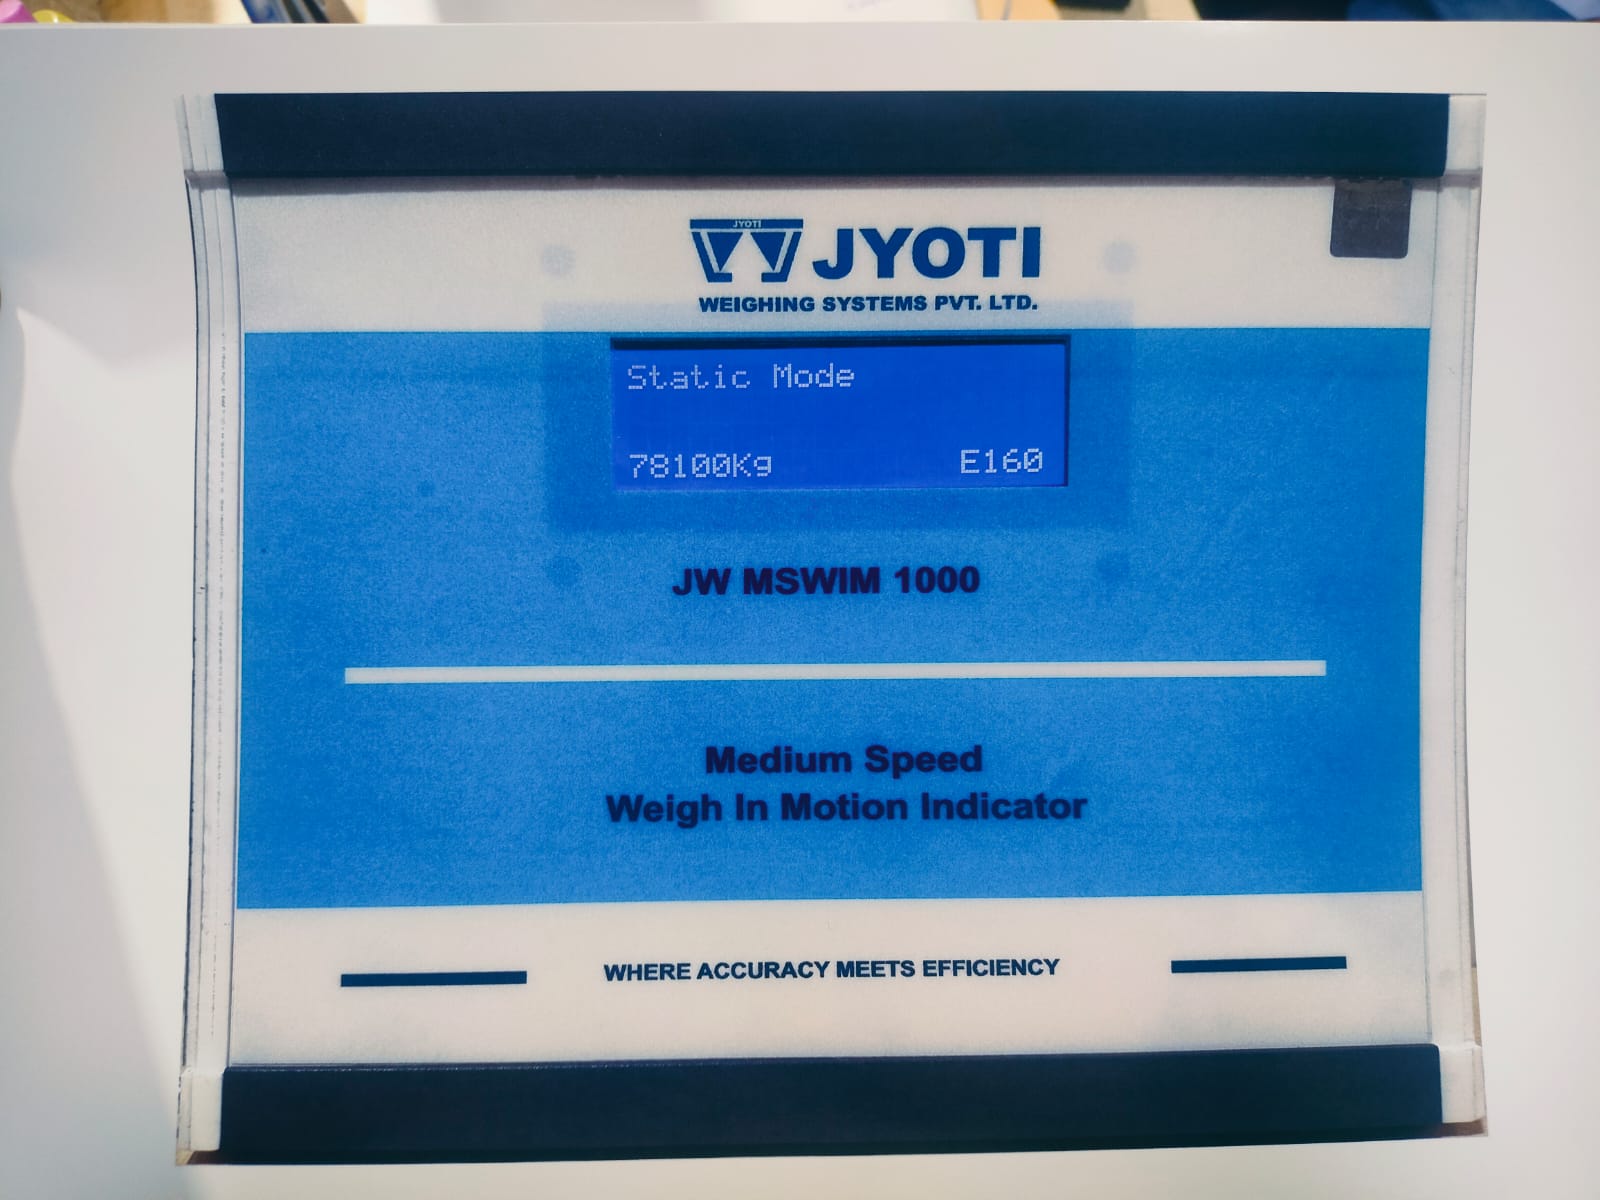 JYOTI
JYOTI
WEIGHING SYSTEMS PVT. LTD.
Static Mode
78100Kg E160
JW MSWIM 1000
Medium Speed
Weigh In Motion Indicator
WHERE ACCURACY MEETS EFFICIENCY